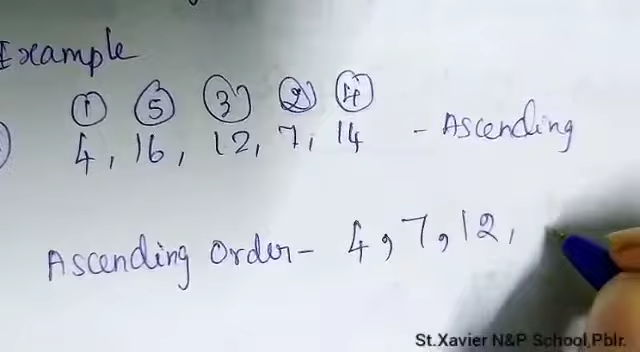 Example
1 5 3 2 4
4, 16, 12, 7, 14 - Ascending
Ascending Order - 4, 7, 12,
St.Xavier N&P School,Pblr.